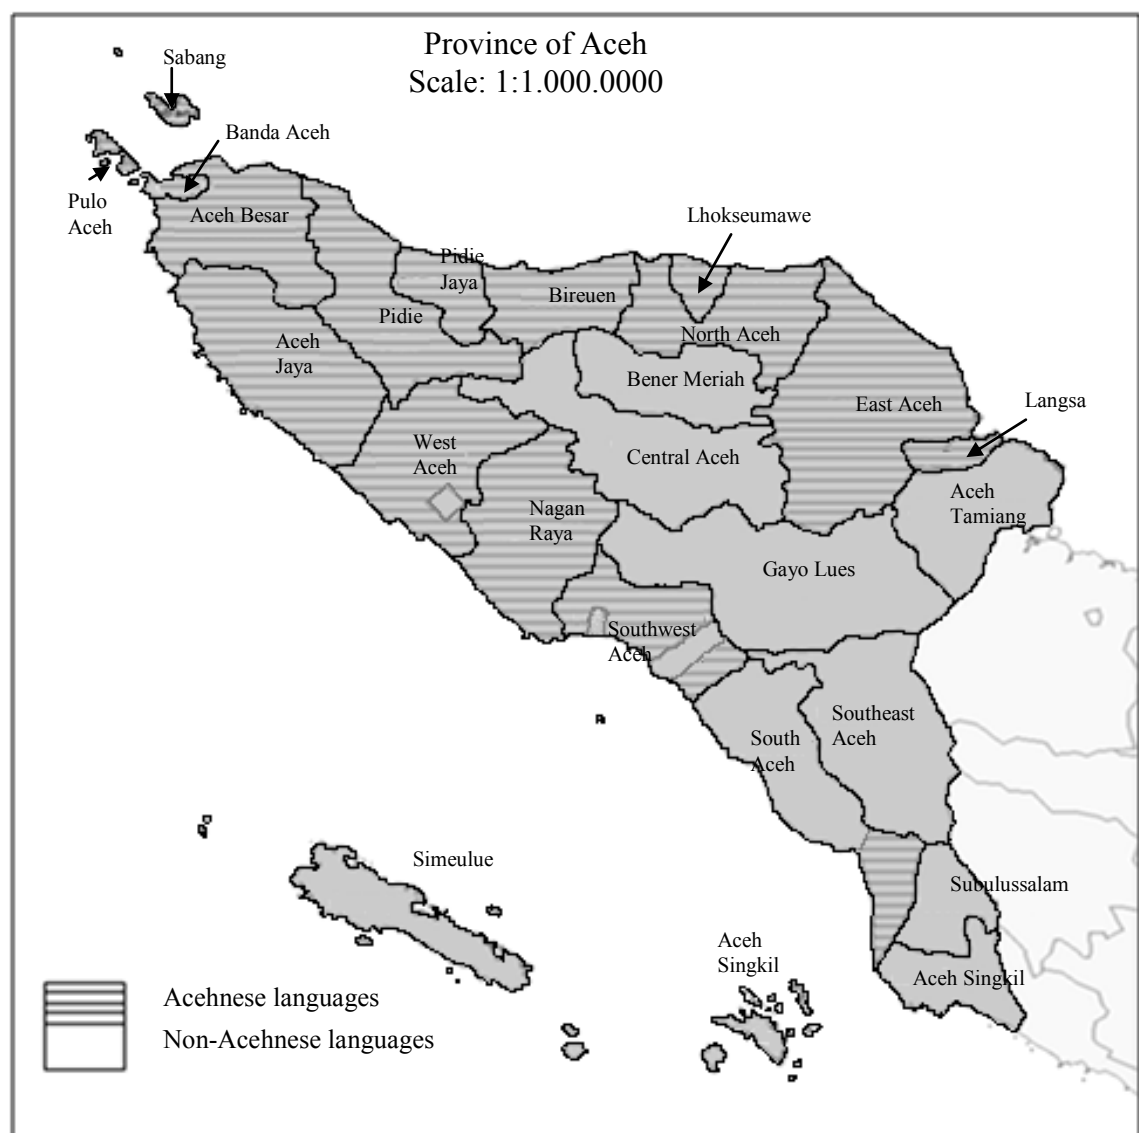 Province of Aceh
Scale: 1:1.000.0000
Sabang
Banda Aceh
Pulo
Aceh
Aceh Besar
Lhokseumawe
Pidie
Jaya
Bireuen
Pidie
North Aceh
Aceh
Jaya
Bener Meriah
East Aceh
Langsa
West
Aceh
Central Aceh
Aceh
Tamiang
Nagan
Raya
Gayo Lues
Southwest
Aceh
Southeast
Aceh
South
Aceh
Simeulue
Subulussalam
Aceh
Singkil
Aceh Singkil
Acehnese languages
Non-Acehnese languages